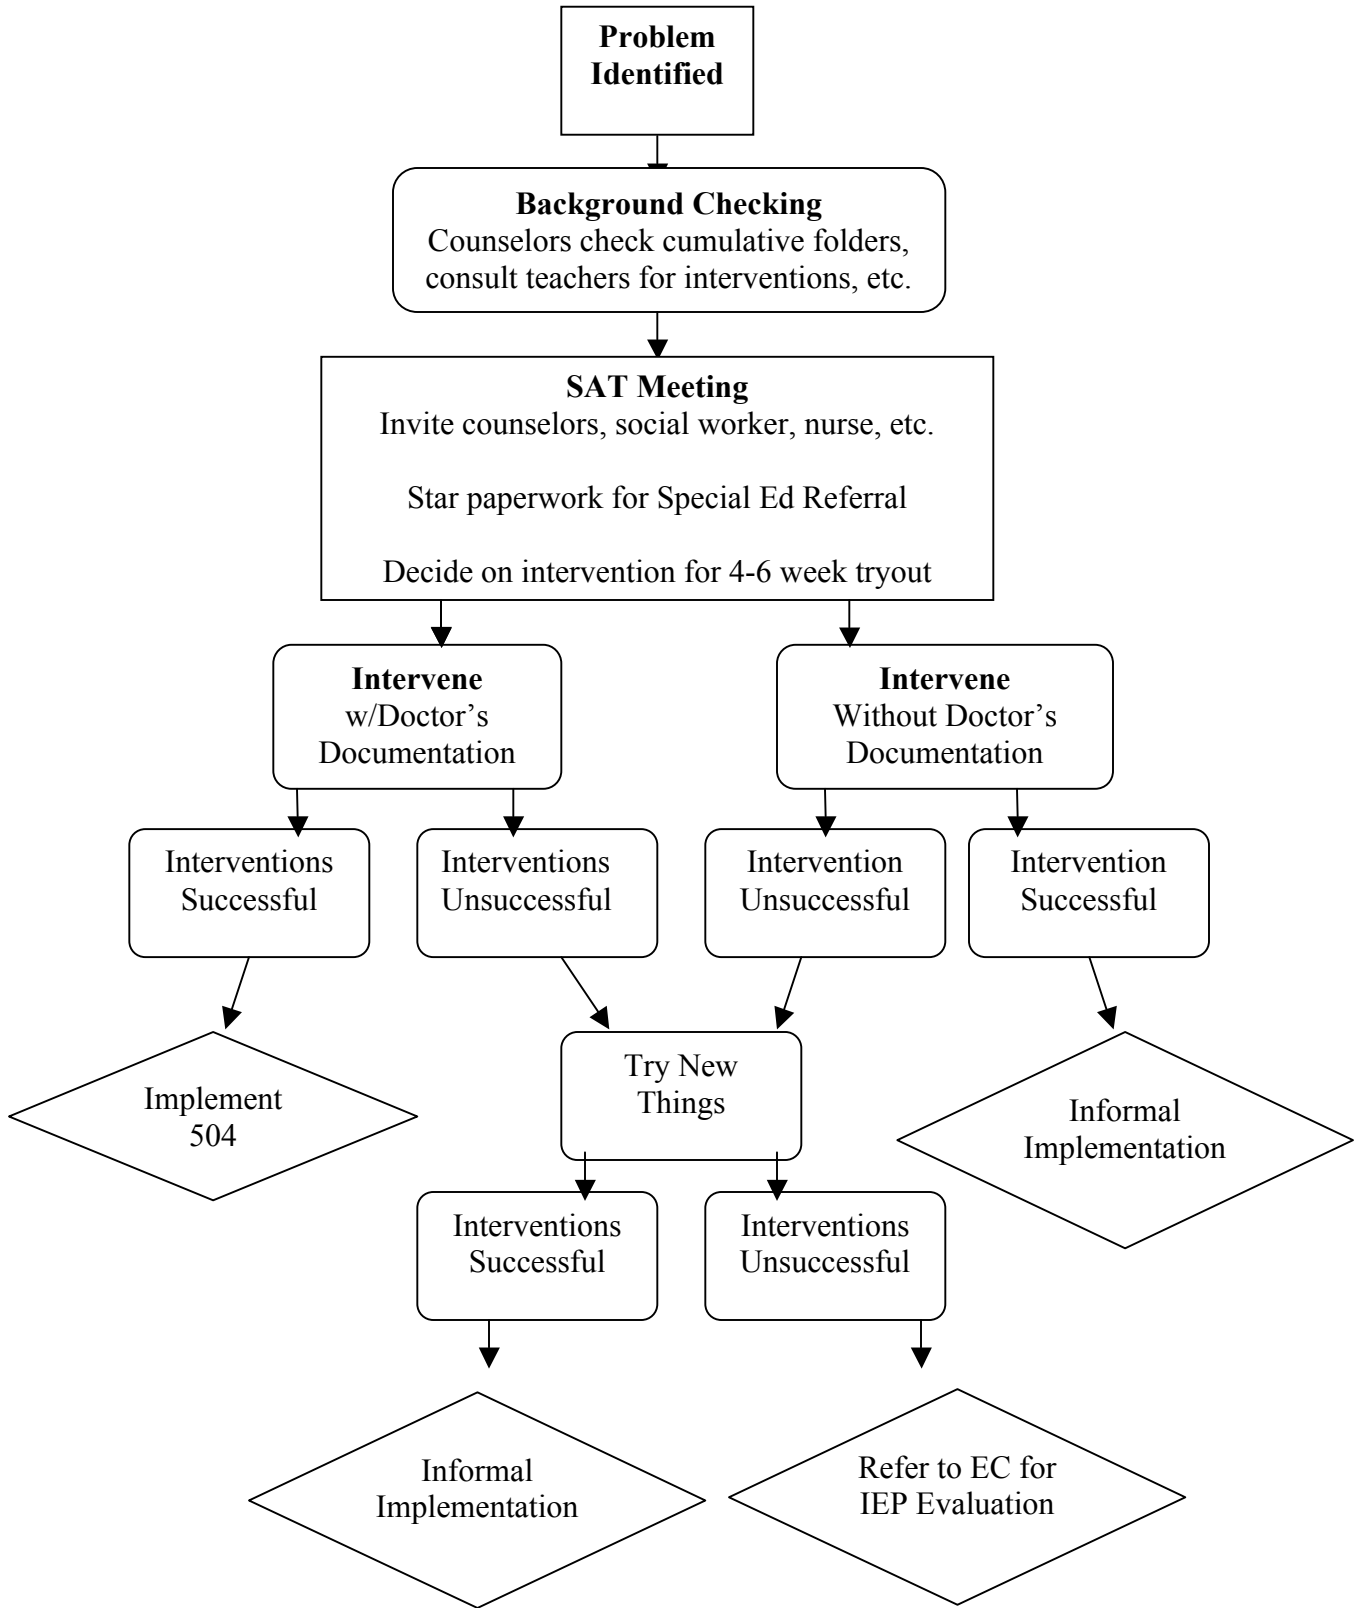 Problem
Identified
Background Checking
Counselors check cumulative folders,
consult teachers for interventions, etc.
SAT Meeting
Invite counselors, social worker, nurse, etc.
Star paperwork for Special Ed Referral
Decide on intervention for 4-6 week tryout
Intervene
w/Doctor’s
Documentation
Intervene
Without Doctor’s
Documentation
Interventions
Successful
Interventions
Unsuccessful
Intervention
Unsuccessful
Intervention
Successful
Implement
504
Try New
Things
Informal
Implementation
Interventions
Successful
Interventions
Unsuccessful
Informal
Implementation
Refer to EC for
IEP Evaluation